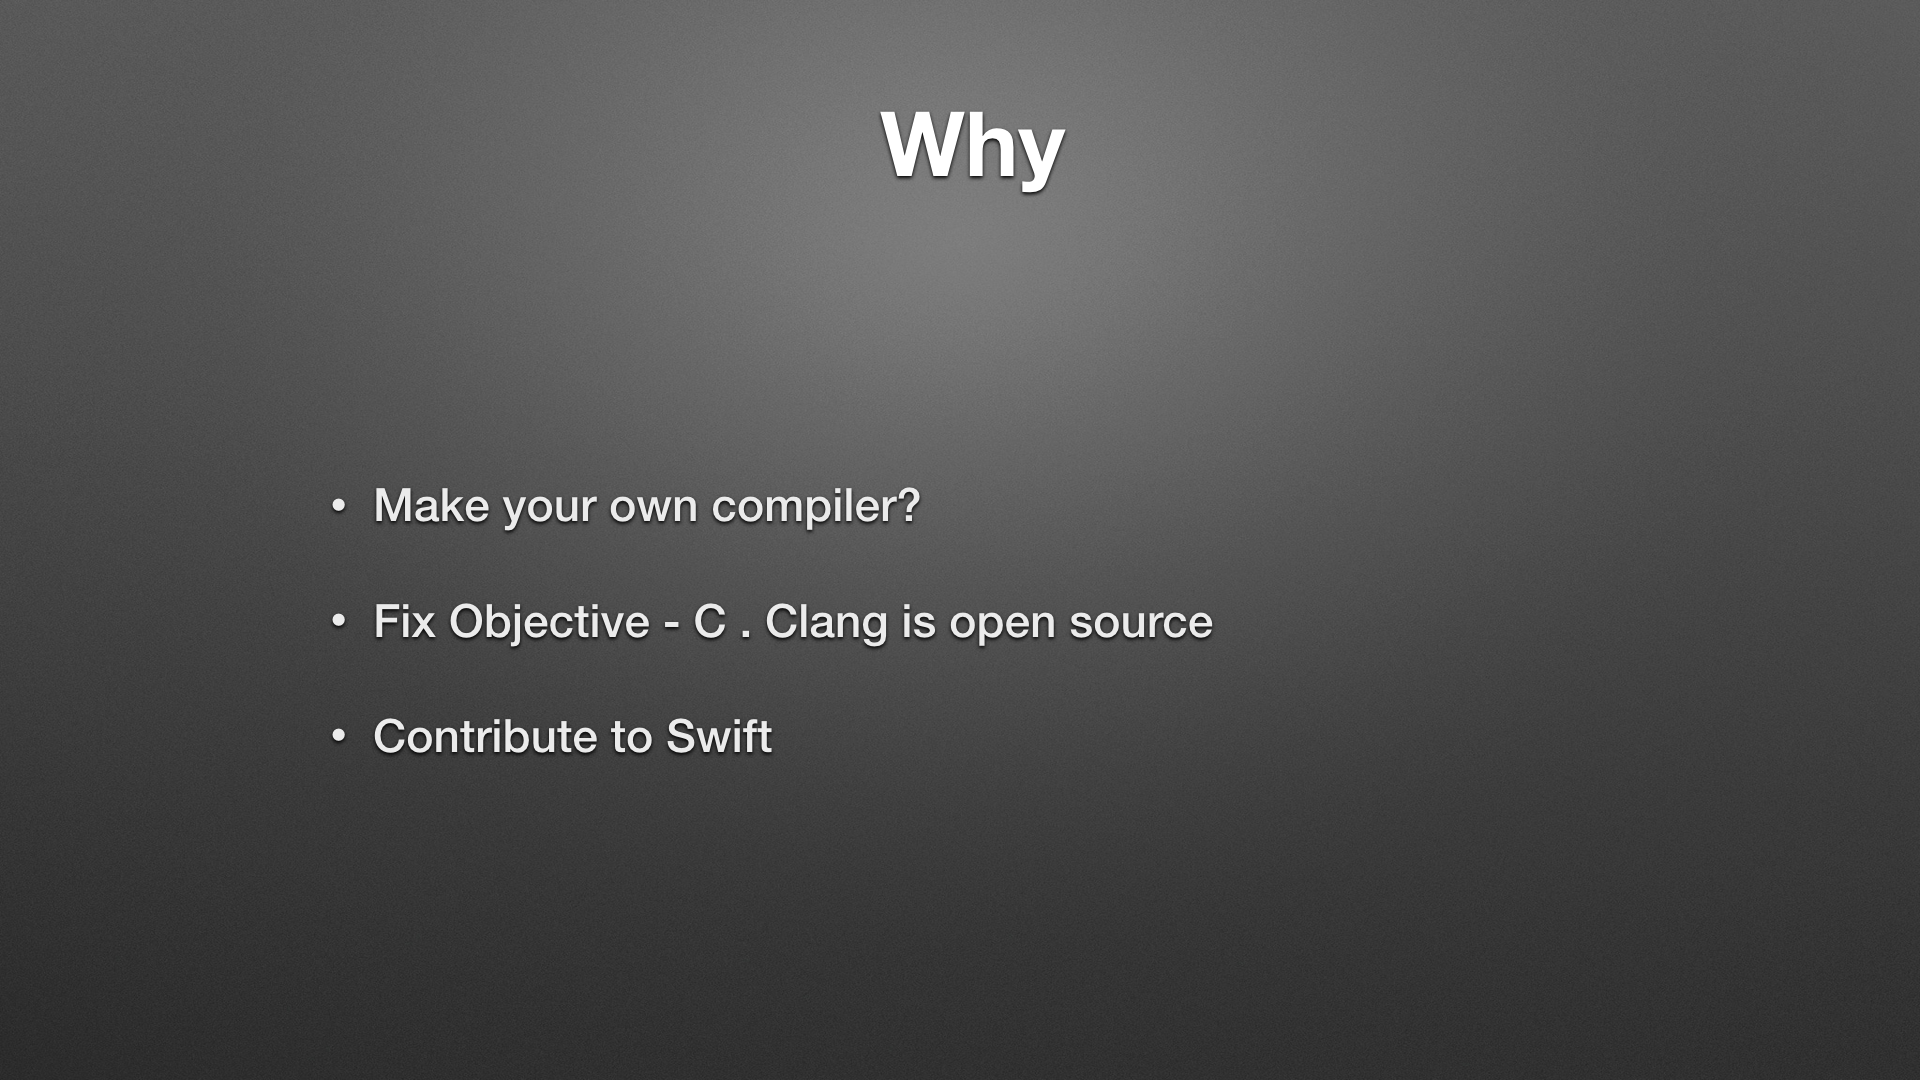 Why
• Make your own compiler?
• Fix Objective - C . Clang is open source
• Contribute to Swift